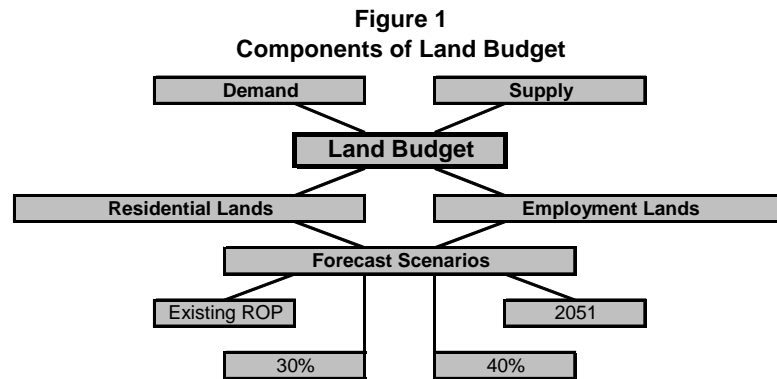 Figure 1
Components of Land Budget
Demand
Supply
Land Budget
Residential Lands
Employment Lands
Forecast Scenarios
Existing ROP
2051
30%
40%